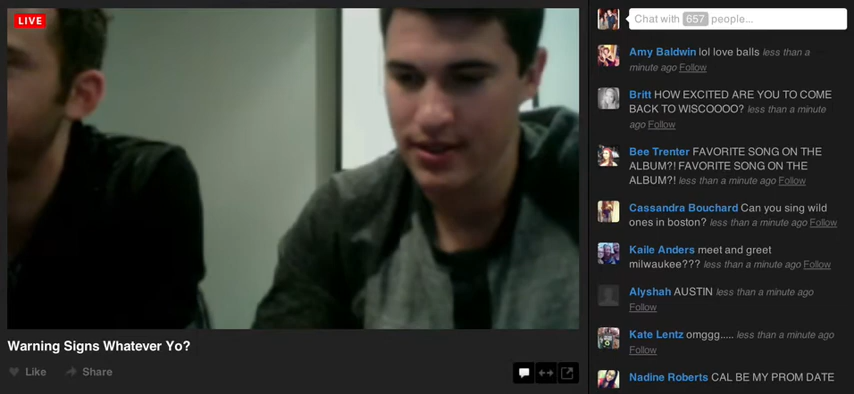 LIVE
Warning Signs Whatever Yo?
Like Share
Chat with 657 people...
Amy Baldwin lol love balls less than a
minute ago Follow
Britt HOW EXCITED ARE YOU TO COME
BACK TO WISCOOOO? less than a minute
ago Follow
Bee Trenter FAVORITE SONG ON THE
ALBUM?! FAVORITE SONG ON THE
ALBUM?! less than a minute ago Follow
Cassandra Bouchard Can you sing wild
ones in boston? less than a minute ago Follow
Kaile Anders meet and greet
milwaukee??? less than a minute ago Follow
Alyshah AUSTIN less than a minute ago
Follow
Kate Lentz omggg..... less than a minute ago
Follow
Nadine Roberts CAL BE MY PROM DATE